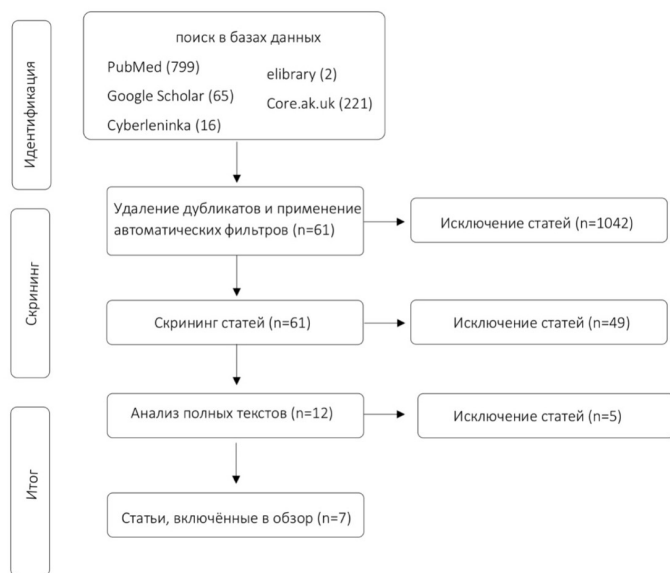 Идентификация
поиск в базах данных
PubMed (799)
Google Scholar (65)
Cyberleninka (16)
elibrary (2)
Core.ak.uk (221)
Скрининг
Удаление дубликатов и применение
автоматических фильтров (n=61)
Исключение статей (n=1042)
Скрининг статей (n=61)
Исключение статей (n=49)
Итог
Анализ полных текстов (n=12)
Исключение статей (n=5)
Статьи, включённые в обзор (n=7)